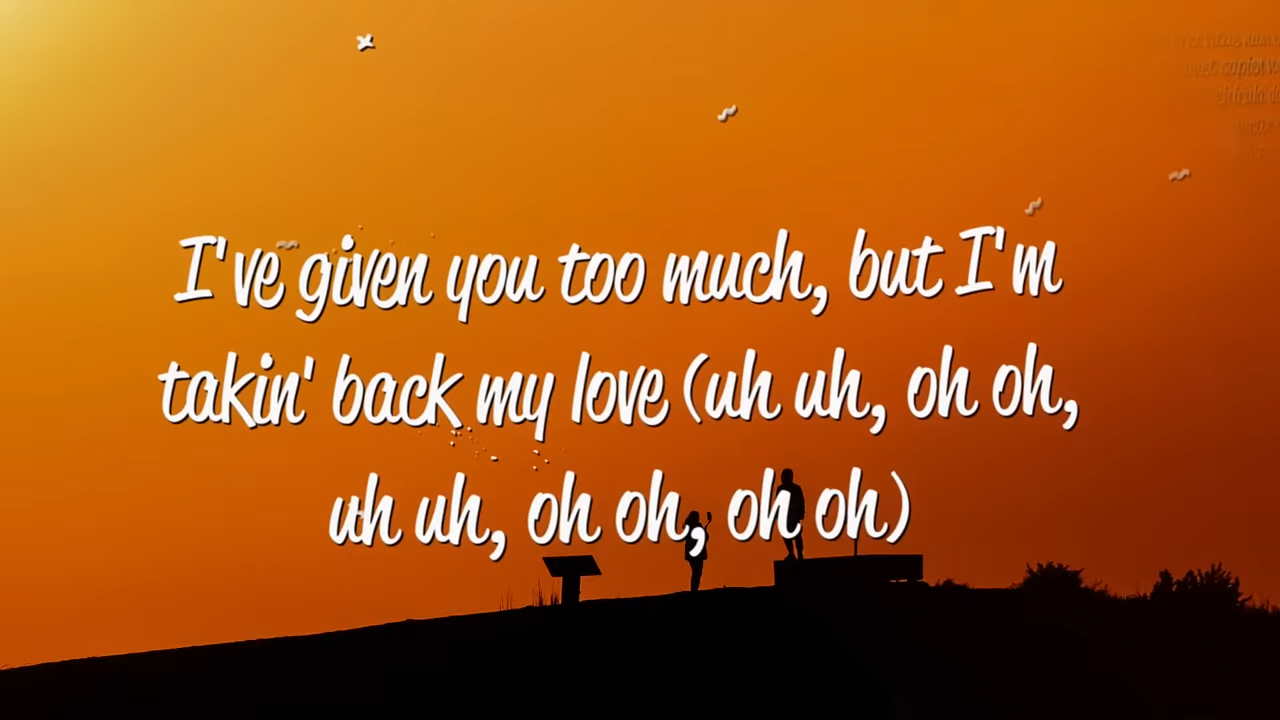 I've given you too much, but I'm
takin' back my love (uh uh, oh oh,
uh uh, oh oh, oh oh)